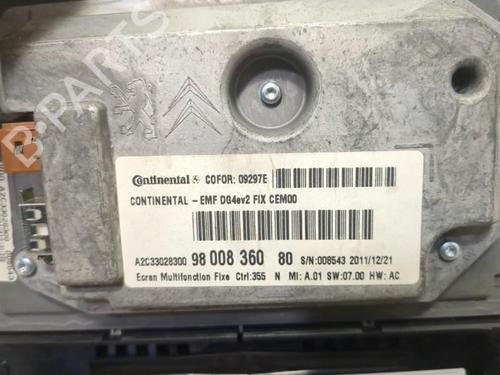 B-PARTS
Continental COFOR: 09297E
CONTINENTAL - EMF DG4ev2 FIX CEM00
A2C33028300 98 008 360 80 S/N:008543 2011/12/21
Ecran Multifonction Fixe Ctrl:355 N MI: A.01 SW:07.00 HW: AC